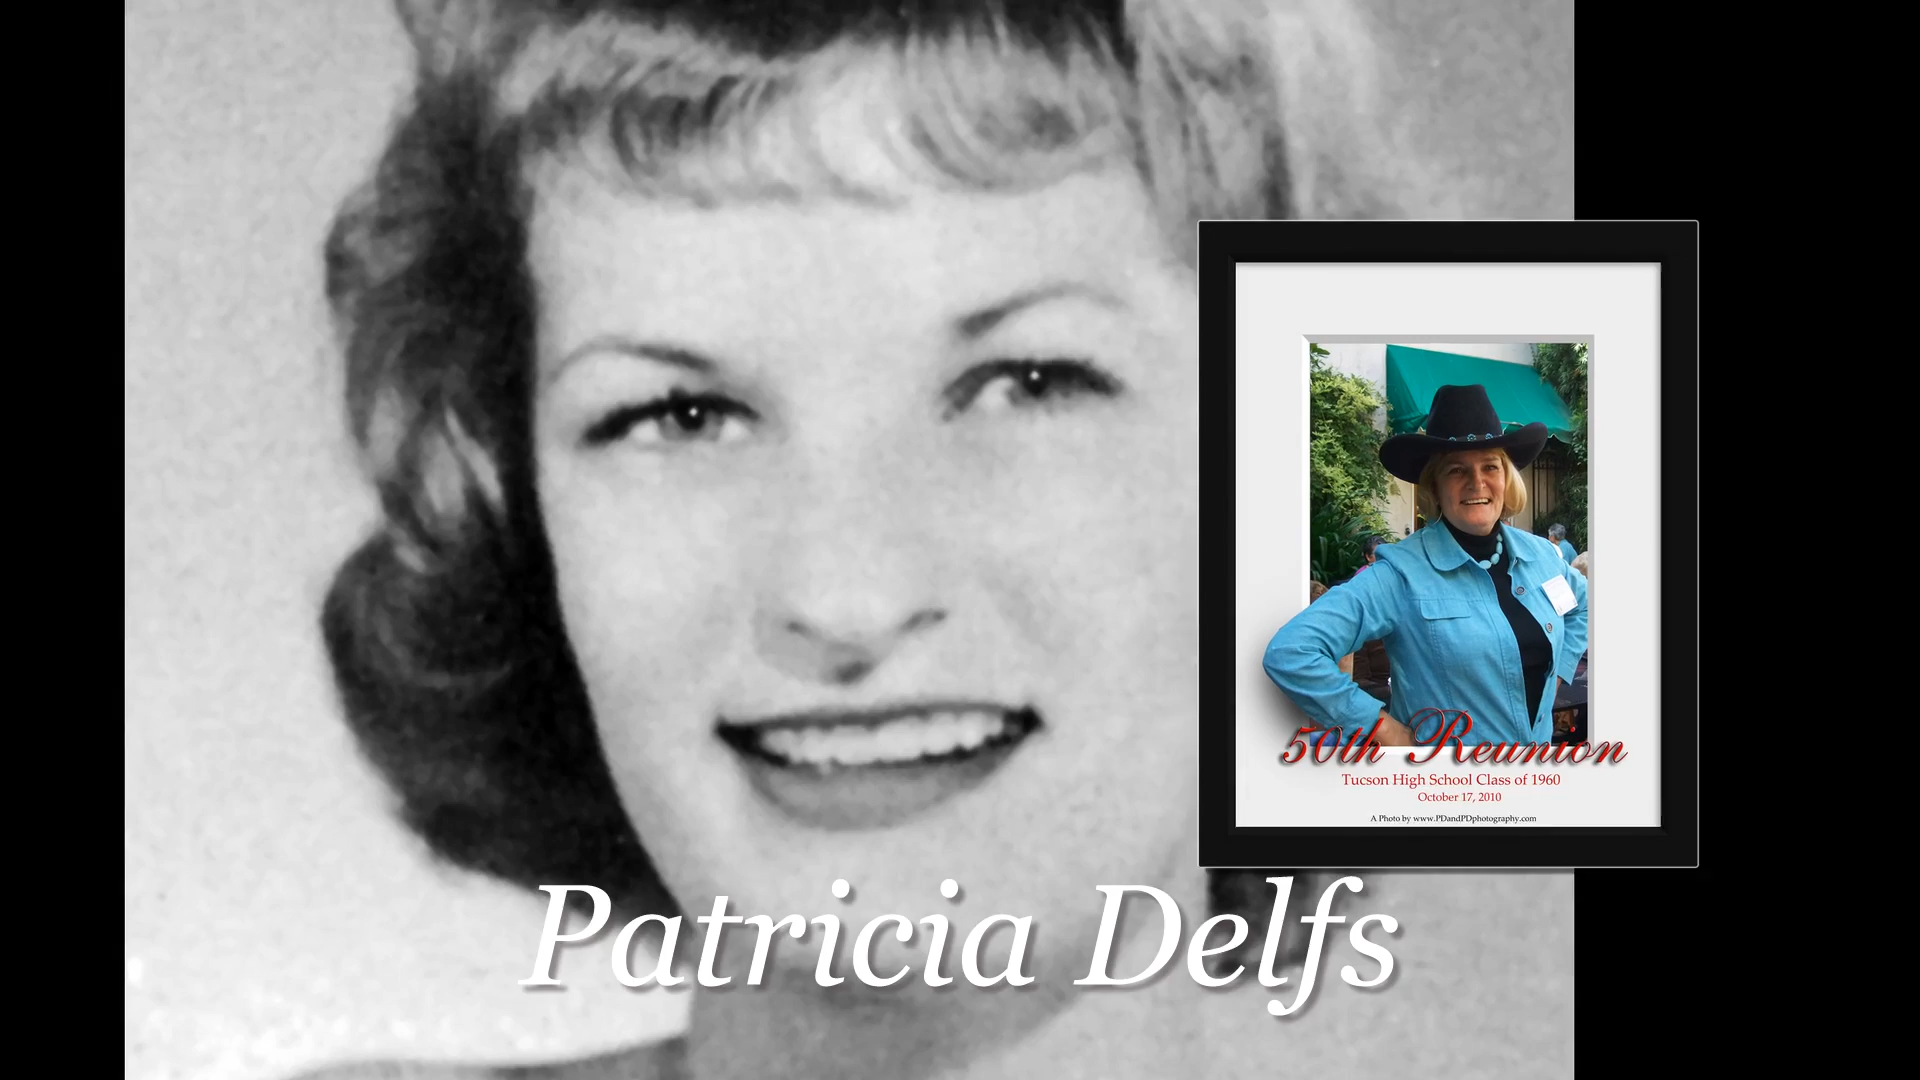 50th Reunion
Tucson High School Class of 1960
October 17, 2010
A Photo by www.PDandPDphotography.com
Patricia Delfs